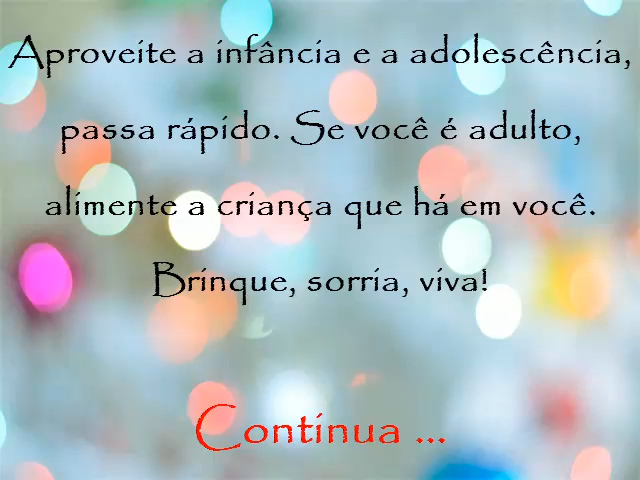 Aproveite a infância e a adolescência,
passa rápido. Se você é adulto,
alimente a criança que há em você.
Brinque, sorria, viva!
Continua ...